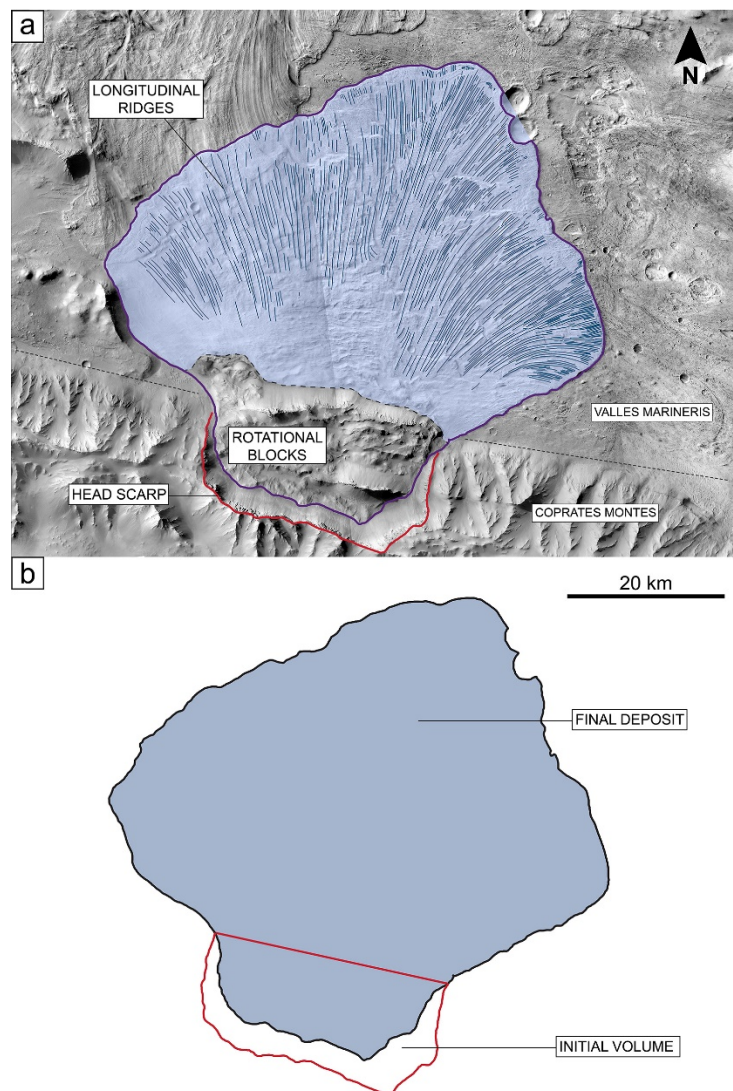 a
LONGITUDINAL
RIDGES
N
VALLES MARINERIS
ROTATIONAL
BLOCKS
HEAD SCARP
COPRATES MONTES
b
20 km
FINAL DEPOSIT
INITIAL VOLUME